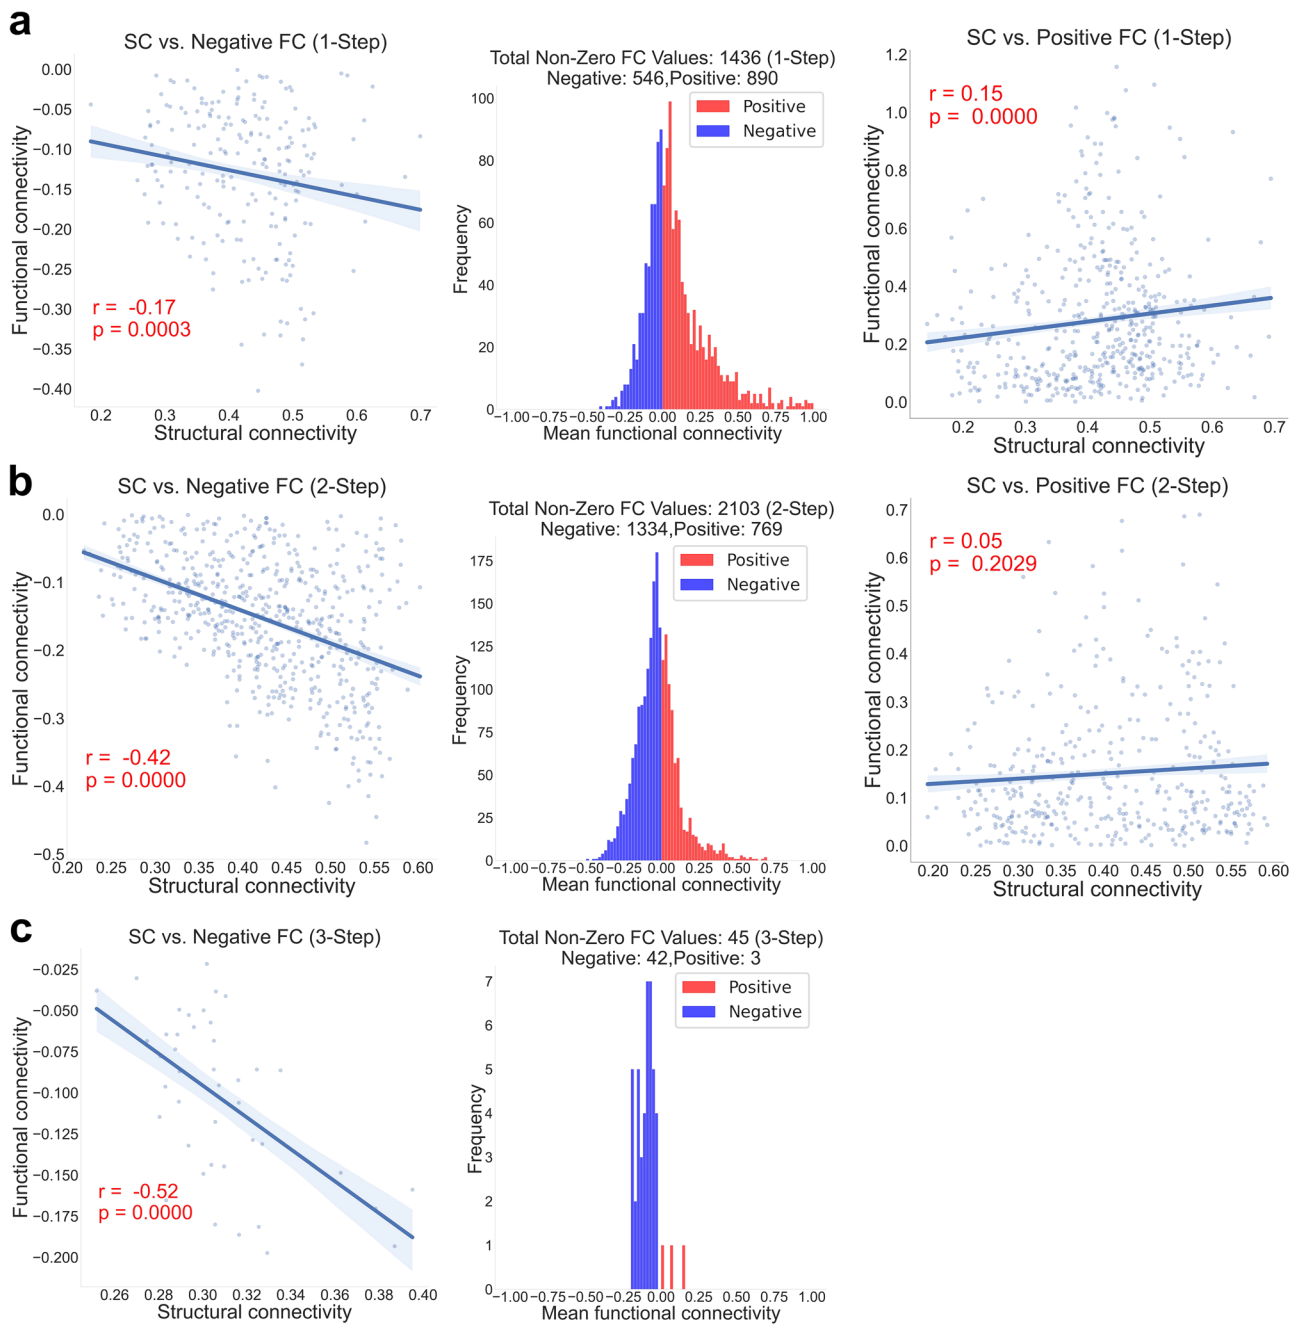 a
SC vs. Negative FC (1-Step)
0.00
−0.05
−0.10
−0.15
−0.20
−0.25
−0.30
−0.35
−0.40
Functional connectivity
r = -0.17
p = 0.0003
0.2 0.3 0.4 0.5 0.6 0.7
Structural connectivity
Total Non-Zero FC Values: 1436 (1-Step)
Negative: 546,Positive: 890
Positive
Negative
100
80
60
40
20
0
Frequency
−1.00 −0.75 −0.50 −0.25 0.00 0.25 0.50 0.75 1.00
Mean functional connectivity
SC vs. Positive FC (1-Step)
r = 0.15
p = 0.0000
1.2
1.0
0.8
0.6
0.4
0.2
0.0
Functional connectivity
0.2 0.3 0.4 0.5 0.6 0.7
Structural connectivity
b
SC vs. Negative FC (2-Step)
0.0
−0.1
−0.2
−0.3
−0.4
−0.5
Functional connectivity
r = -0.42
p = 0.0000
0.20 0.25 0.30 0.35 0.40 0.45 0.50 0.55 0.60
Structural connectivity
Total Non-Zero FC Values: 2103 (2-Step)
Negative: 1334,Positive: 769
Positive
Negative
175
150
125
100
75
50
25
0
Frequency
−1.00 −0.75 −0.50 −0.25 0.00 0.25 0.50 0.75 1.00
Mean functional connectivity
SC vs. Positive FC (2-Step)
r = 0.05
p = 0.2029
0.7
0.6
0.5
0.4
0.3
0.2
0.1
0.0
Functional connectivity
0.20 0.25 0.30 0.35 0.40 0.45 0.50 0.55 0.60
Structural connectivity
c
SC vs. Negative FC (3-Step)
−0.025
−0.050
−0.075
−0.100
−0.125
−0.150
−0.175
−0.200
Functional connectivity
r = -0.52
p = 0.0000
0.26 0.28 0.30 0.32 0.34 0.36 0.38 0.40
Structural connectivity
Total Non-Zero FC Values: 45 (3-Step)
Negative: 42,Positive: 3
Positive
Negative
7
6
5
4
3
2
1
0
Frequency
−1.00 −0.75 −0.50 −0.25 0.00 0.25 0.50 0.75 1.00
Mean functional connectivity